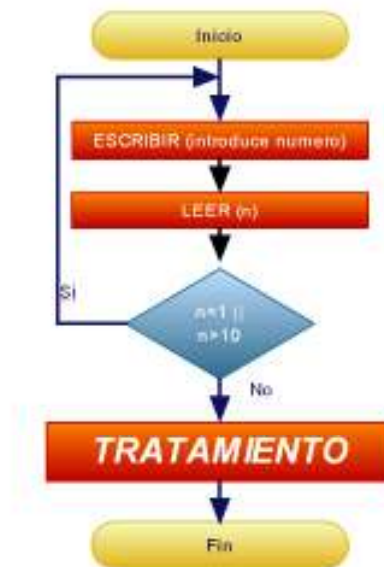 Inicio
ESCRIBIR (introduce numero)
LEER (n)
n<1 ||
n>10
Si
No
TRATAMIENTO
Fin